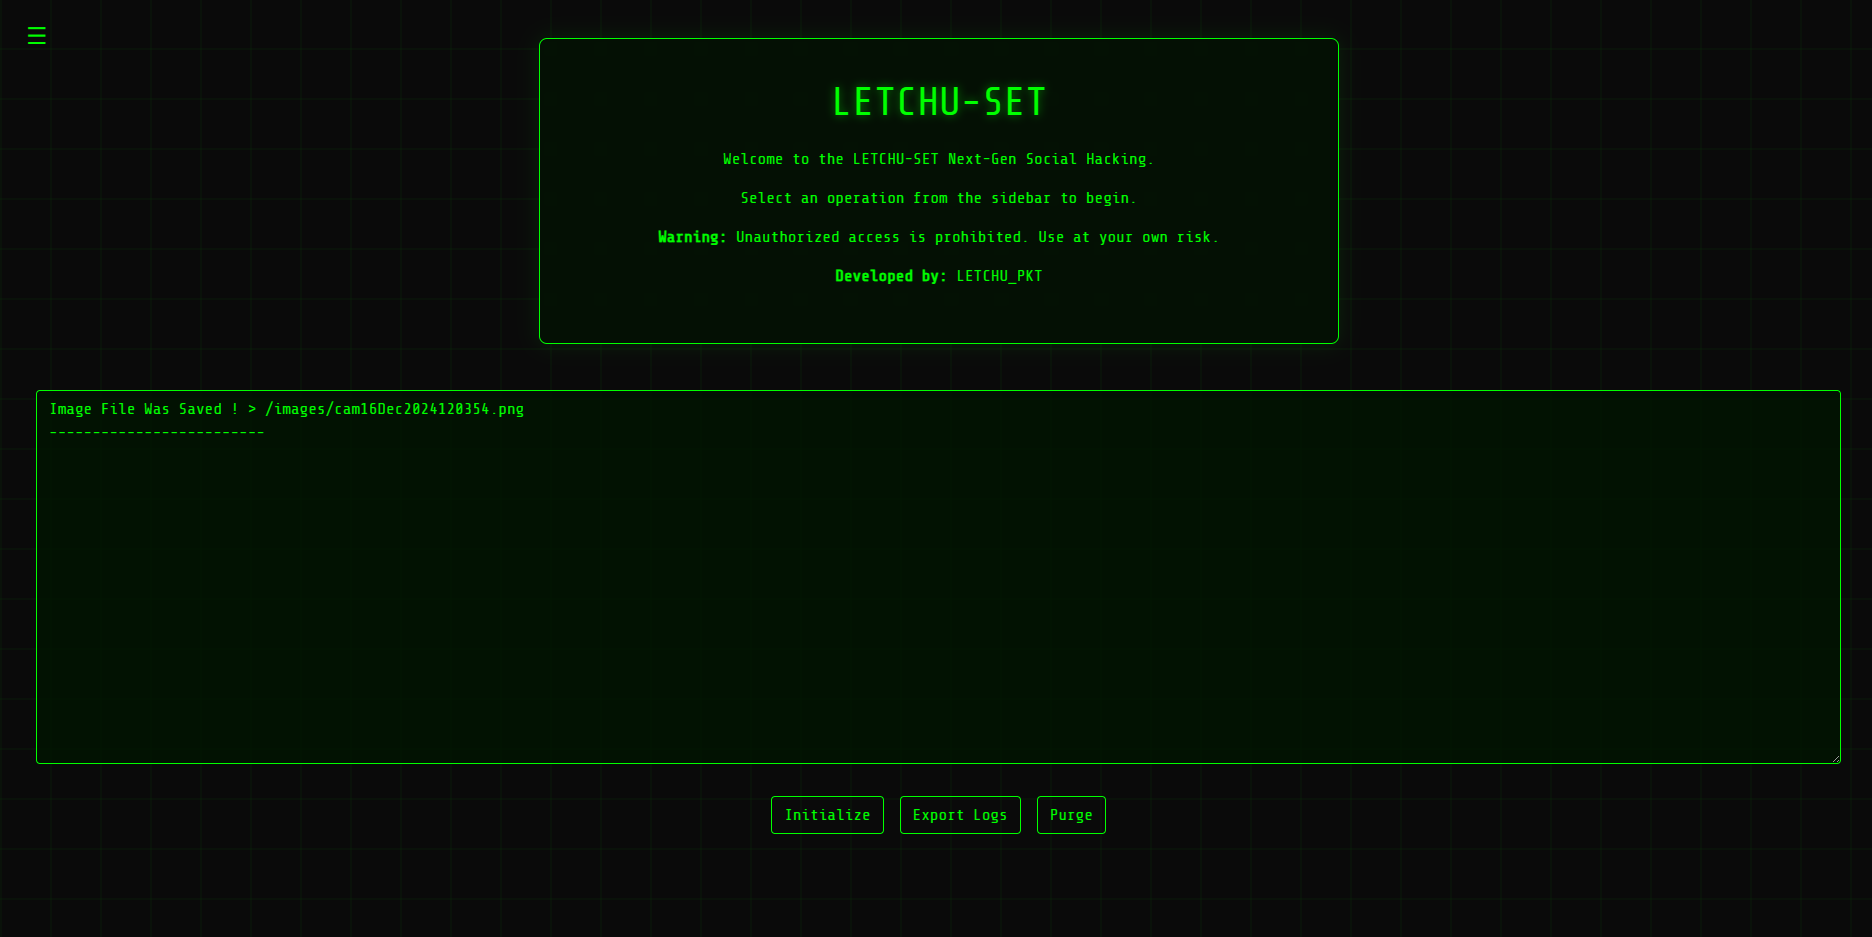 ☰
LETCHU-SET
Welcome to the LETCHU-SET Next-Gen Social Hacking.
Select an operation from the sidebar to begin.
Warning: Unauthorized access is prohibited. Use at your own risk.
Developed by: LETCHU_PKT
Image File Was Saved ! > /images/cam16Dec2024120354.png
-------------------------
Initialize Export Logs Purge